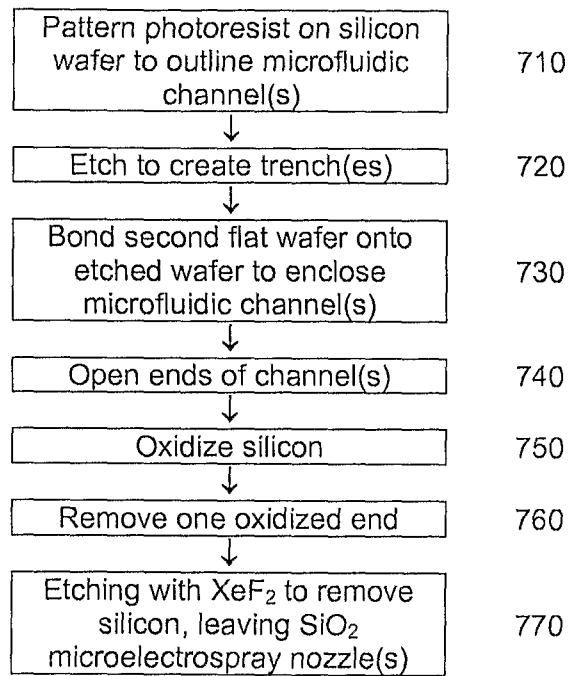 Pattern photoresist on silicon
wafer to outline microfluidic
channel(s)
710
Etch to create trench(es)
720
Bond second flat wafer onto
etched wafer to enclose
microfluidic channel(s)
730
Open ends of channel(s)
740
Oxidize silicon
750
Remove one oxidized end
760
Etching with XeF₂ to remove
silicon, leaving SiO₂
microelectrospray nozzle(s)
770